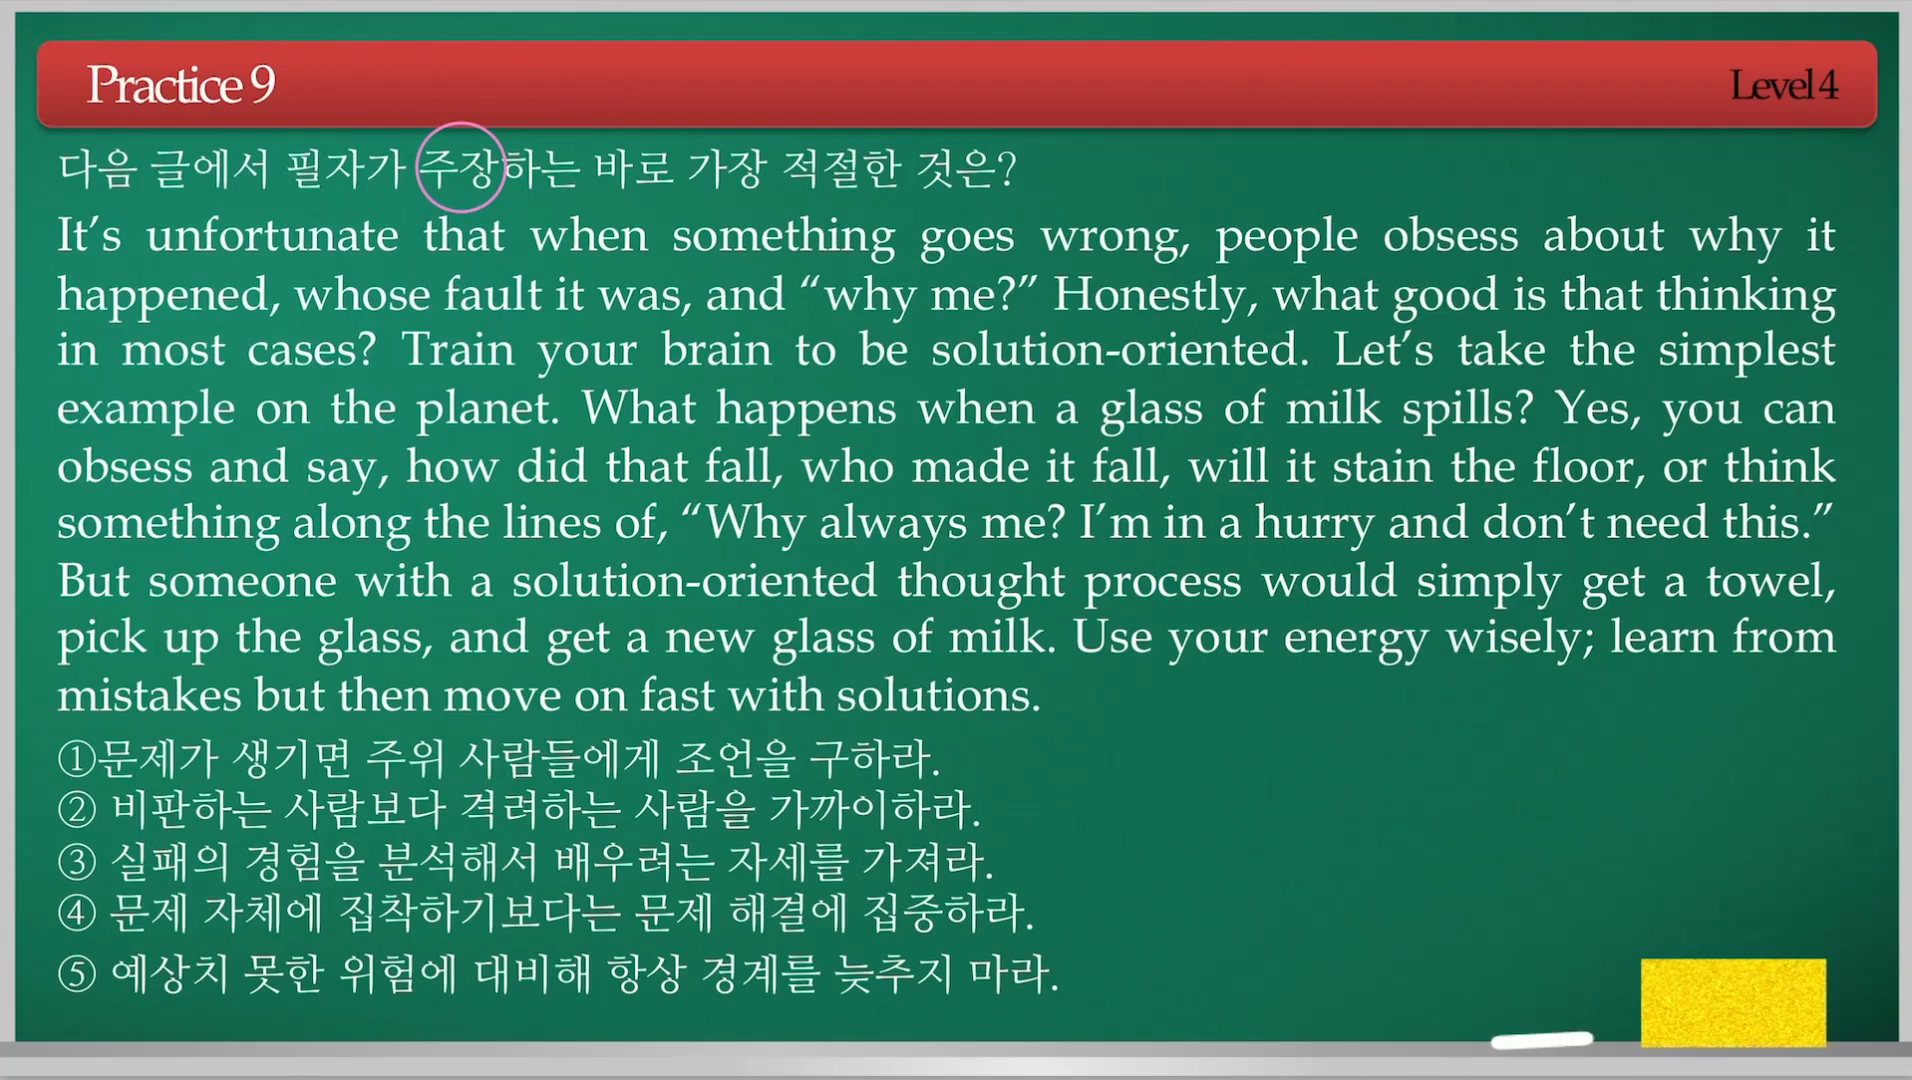 Practice 9
Level 4
다음 글에서 필자가 주장하는 바로 가장 적절한 것은?
It’s unfortunate that when something goes wrong, people obsess about why it
happened, whose fault it was, and “why me?” Honestly, what good is that thinking
in most cases? Train your brain to be solution-oriented. Let’s take the simplest
example on the planet. What happens when a glass of milk spills? Yes, you can
obsess and say, how did that fall, who made it fall, will it stain the floor, or think
something along the lines of, “Why always me? I’m in a hurry and don’t need this.”
But someone with a solution-oriented thought process would simply get a towel,
pick up the glass, and get a new glass of milk. Use your energy wisely; learn from
mistakes but then move on fast with solutions.
①문제가 생기면 주위 사람들에게 조언을 구하라.
② 비판하는 사람보다 격려하는 사람을 가까이하라.
③ 실패의 경험을 분석해서 배우려는 자세를 가져라.
④ 문제 자체에 집착하기보다는 문제 해결에 집중하라.
⑤ 예상치 못한 위험에 대비해 항상 경계를 늦추지 마라.